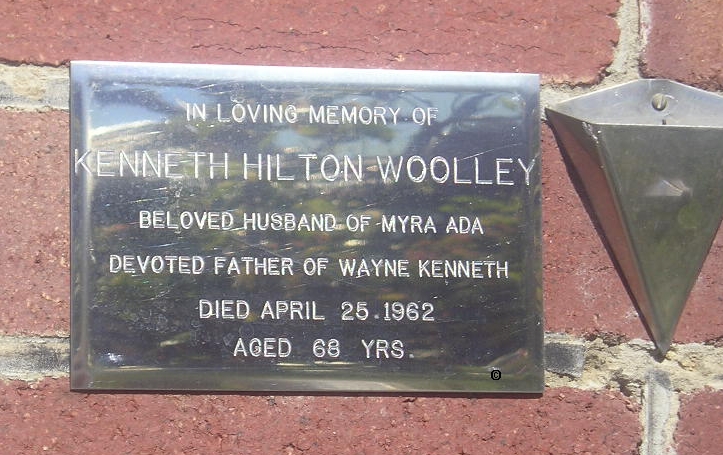 IN LOVING MEMORY OF
KENNETH HILTON WOOLLEY
BELOVED HUSBAND OF MYRA ADA
DEVOTED FATHER OF WAYNE KENNETH
DIED APRIL 25.1962
AGED 68 YRS.
©